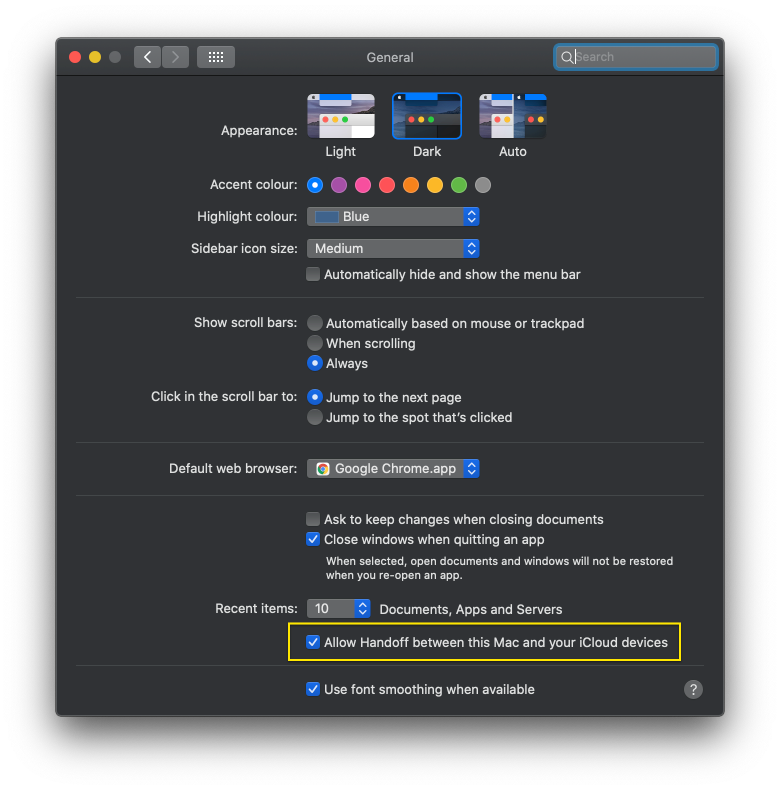 General
Search
Appearance:
Light Dark Auto
Accent colour:
Highlight colour: Blue
Sidebar icon size: Medium
Automatically hide and show the menu bar
Show scroll bars: Automatically based on mouse or trackpad
When scrolling
Always
Click in the scroll bar to: Jump to the next page
Jump to the spot that's clicked
Default web browser: Google Chrome.app
Ask to keep changes when closing documents
Close windows when quitting an app
When selected, open documents and windows will not be restored
when you re-open an app.
Recent items: 10 Documents, Apps and Servers
Allow Handoff between this Mac and your iCloud devices
Use font smoothing when available ?